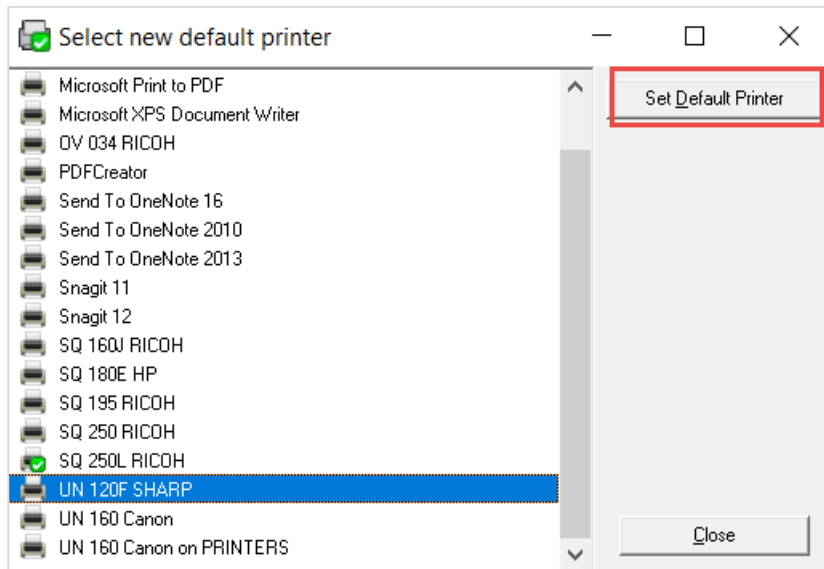 Select new default printer
Microsoft Print to PDF
Microsoft XPS Document Writer
OV 034 RICOH
PDFCreator
Send To OneNote 16
Send To OneNote 2010
Send To OneNote 2013
Snagit 11
Snagit 12
SQ 160J RICOH
SQ 180E HP
SQ 195 RICOH
SQ 250 RICOH
SQ 250L RICOH
UN 120F SHARP
UN 160 Canon
UN 160 Canon on PRINTERS
Set Default Printer
Close